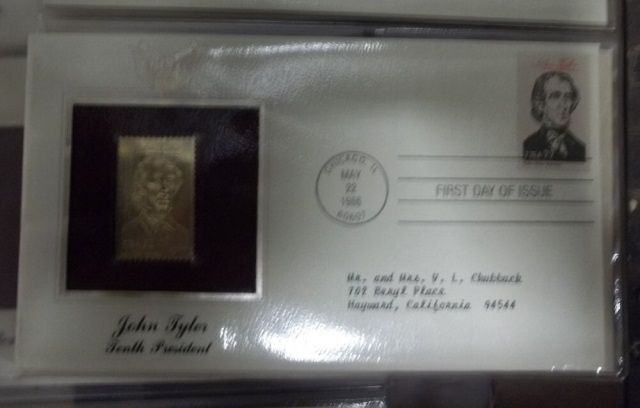 CHICAGO, IL
MAY
22
1986
60607
FIRST DAY OF ISSUE
Mr. and Mrs. V. L. Chubbuck
702 Beryl Place
Hayward, California 94544
John Tyler
Tenth President